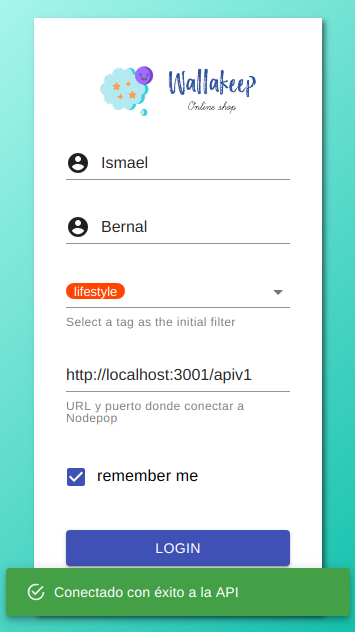 Wallakeep
Online shop
Ismael
Bernal
lifestyle
Select a tag as the initial filter
http://localhost:3001/apiv1
URL y puerto donde conectar a
Nodepop
remember me
LOGIN
Conectado con éxito a la API